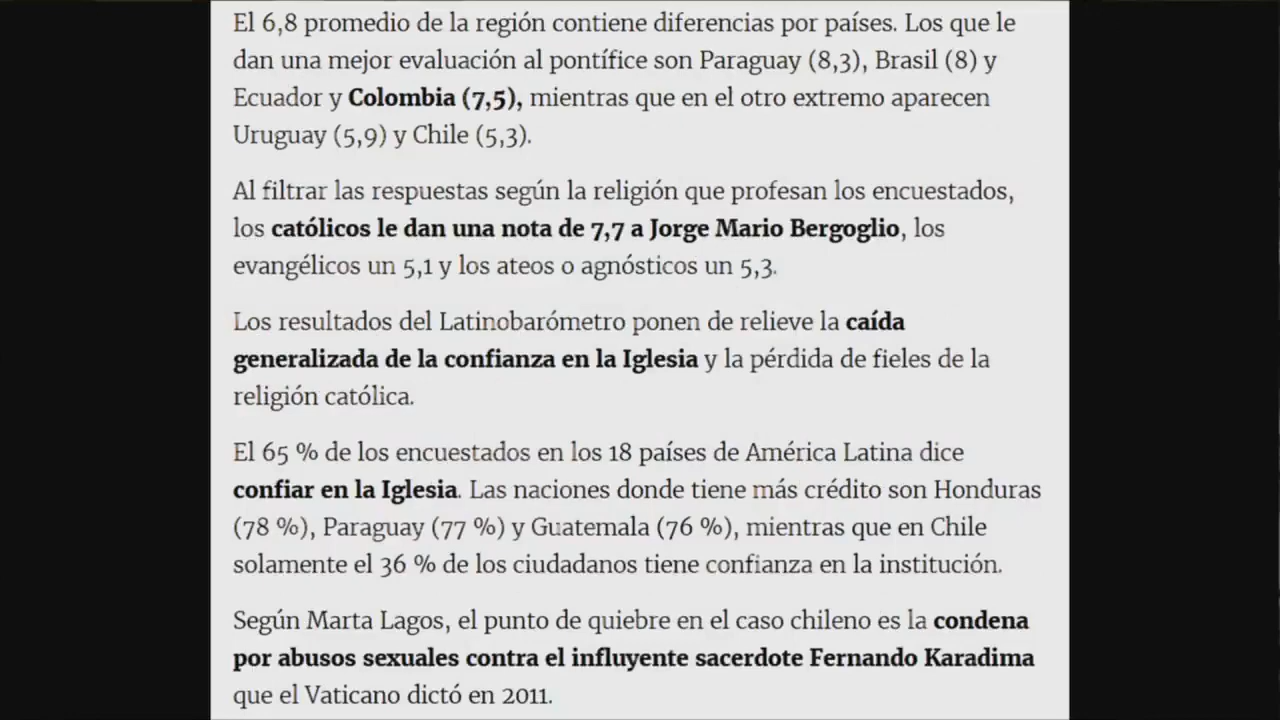 El 6,8 promedio de la región contiene diferencias por países. Los que le
dan una mejor evaluación al pontífice son Paraguay (8,3), Brasil (8) y
Ecuador y Colombia (7,5), mientras que en el otro extremo aparecen
Uruguay (5,9) y Chile (5,3).
Al filtrar las respuestas según la religión que profesan los encuestados,
los católicos le dan una nota de 7,7 a Jorge Mario Bergoglio, los
evangélicos un 5,1 y los ateos o agnósticos un 5,3.
Los resultados del Latinobarómetro ponen de relieve la caída
generalizada de la confianza en la Iglesia y la pérdida de fieles de la
religión católica.
El 65 % de los encuestados en los 18 países de América Latina dice
confiar en la Iglesia. Las naciones donde tiene más crédito son Honduras
(78 %), Paraguay (77 %) y Guatemala (76 %), mientras que en Chile
solamente el 36 % de los ciudadanos tiene confianza en la institución.
Según Marta Lagos, el punto de quiebre en el caso chileno es la condena
por abusos sexuales contra el influyente sacerdote Fernando Karadima
que el Vaticano dictó en 2011.